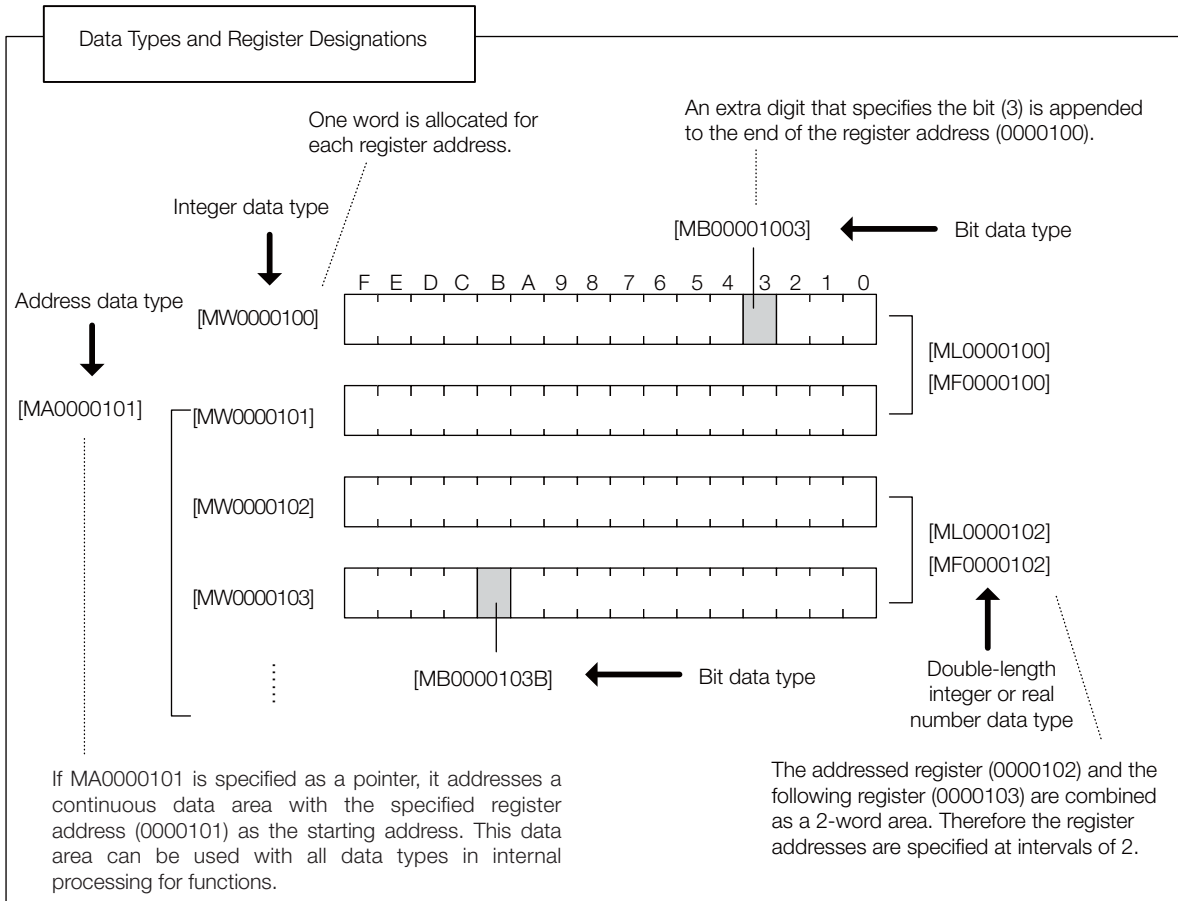 Data Types and Register Designations
One word is allocated for
each register address.
An extra digit that specifies the bit (3) is appended
to the end of the register address (0000100).
Integer data type
[MB00001003]
Bit data type
Address data type
F E D C B A 9 8 7 6 5 4 3 2 1 0
[MW0000100]
[ML0000100]
[MF0000100]
[MA0000101]
[MW0000101]
[MW0000102]
[ML0000102]
[MF0000102]
[MW0000103]
[MB0000103B]
Bit data type
Double-length
integer or real
number data type
If MA0000101 is specified as a pointer, it addresses a
continuous data area with the specified register
address (0000101) as the starting address. This data
area can be used with all data types in internal
processing for functions.
The addressed register (0000102) and the
following register (0000103) are combined
as a 2-word area. Therefore the register
addresses are specified at intervals of 2.